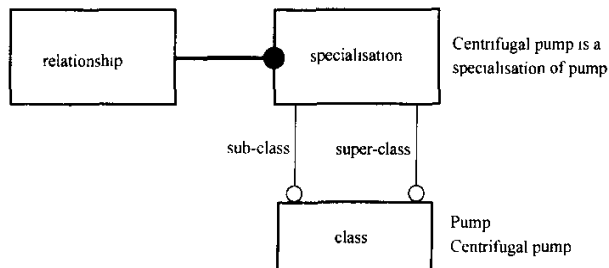 relationship
specialisation
Centrifugal pump is a
specialisation of pump
sub-class
super-class
class
Pump
Centrifugal pump